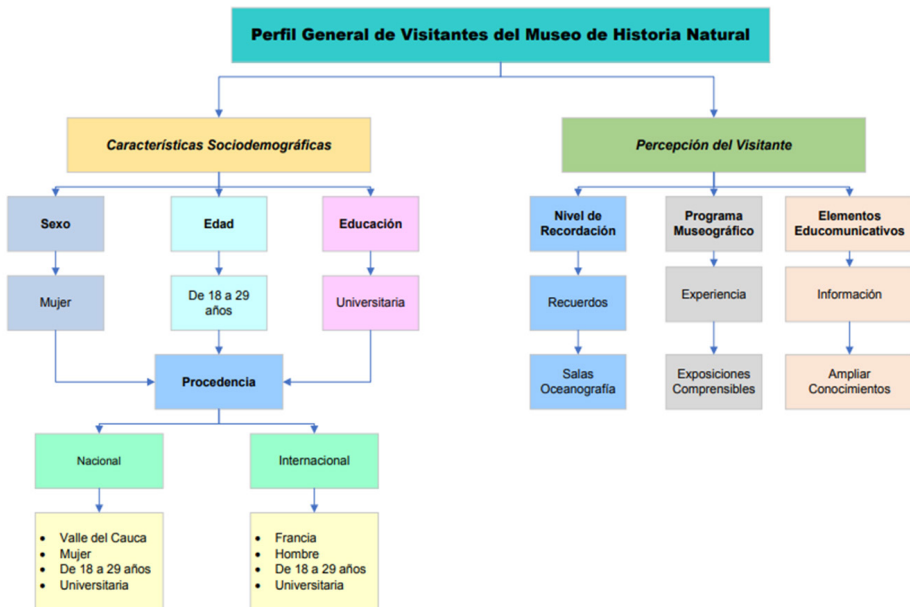 Perfil General de Visitantes del Museo de Historia Natural
Características Sociodemográficas
Percepción del Visitante
Sexo
Edad
Educación
Nivel de
Recordación
Programa
Museográfico
Elementos
Educomunicativos
Mujer
De 18 a 29
años
Universitaria
Recuerdos
Experiencia
Información
Procedencia
Salas
Oceanografía
Exposiciones
Comprensibles
Ampliar
Conocimientos
Nacional
Internacional
• Valle del Cauca
• Mujer
• De 18 a 29 años
• Universitaria
• Francia
• Hombre
• De 18 a 29 años
• Universitaria